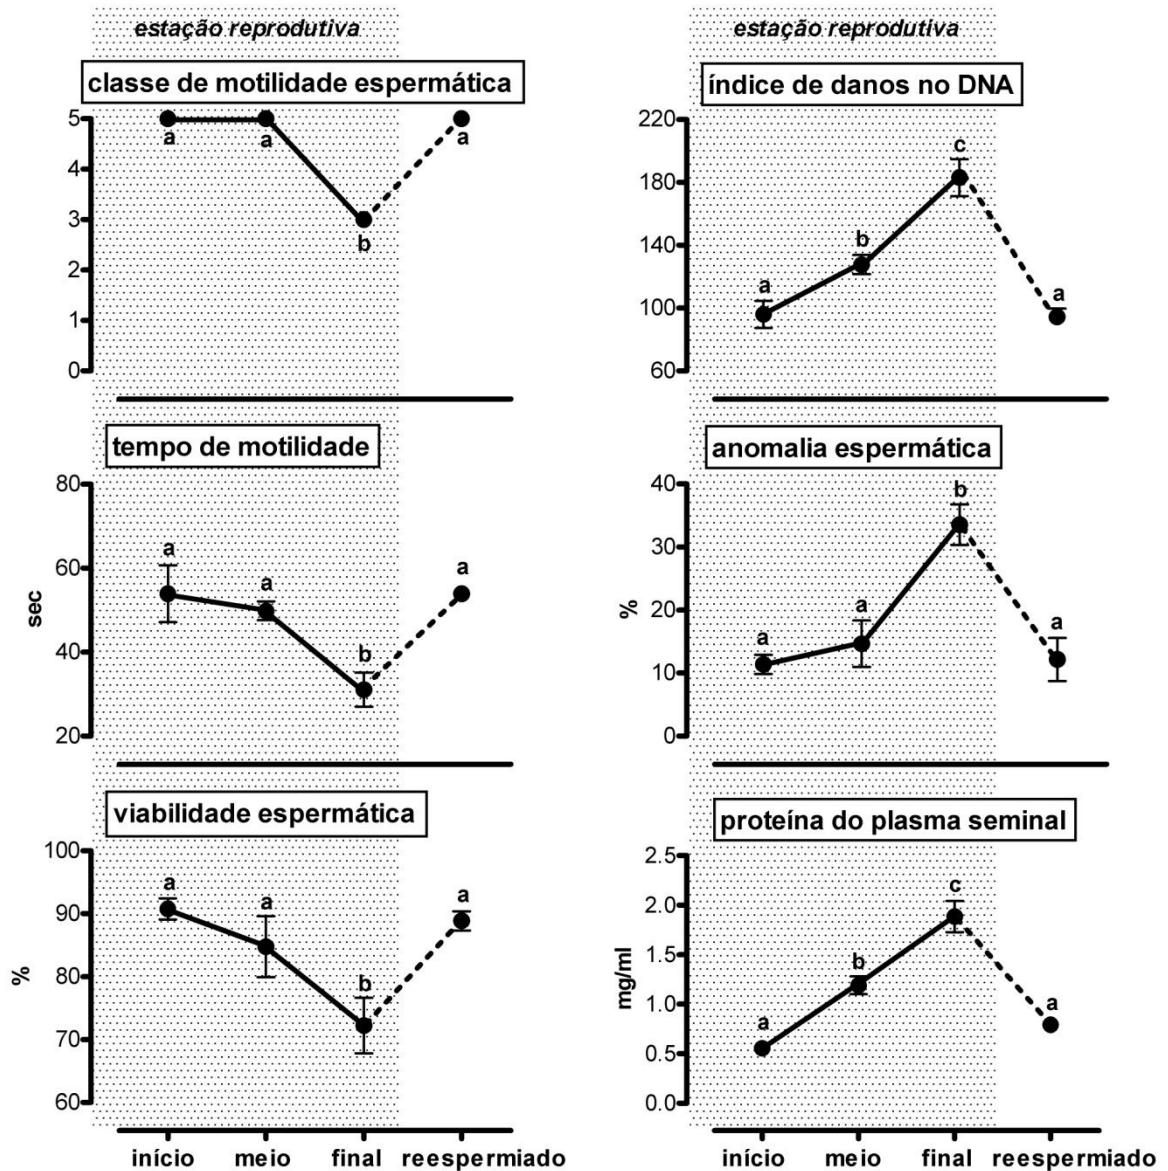 estação reprodutiva
classe de motilidade espermática
5
a
a
a
4
3
b
2
1
0
tempo de motilidade
80
a
a
a
60
sec
40
b
20
viabilidade espermática
100
a
a
a
90
%
80
b
70
60
início meio final reespermiado
estação reprodutiva
índice de danos no DNA
220
c
180
b
140
a
a
100
60
anomalia espermática
40
b
30
%
20
a
a
a
10
0
proteína do plasma seminal
2.5
c
2.0
b
1.5
mg/ml
1.0
a
a
0.5
0.0
início meio final reespermiado